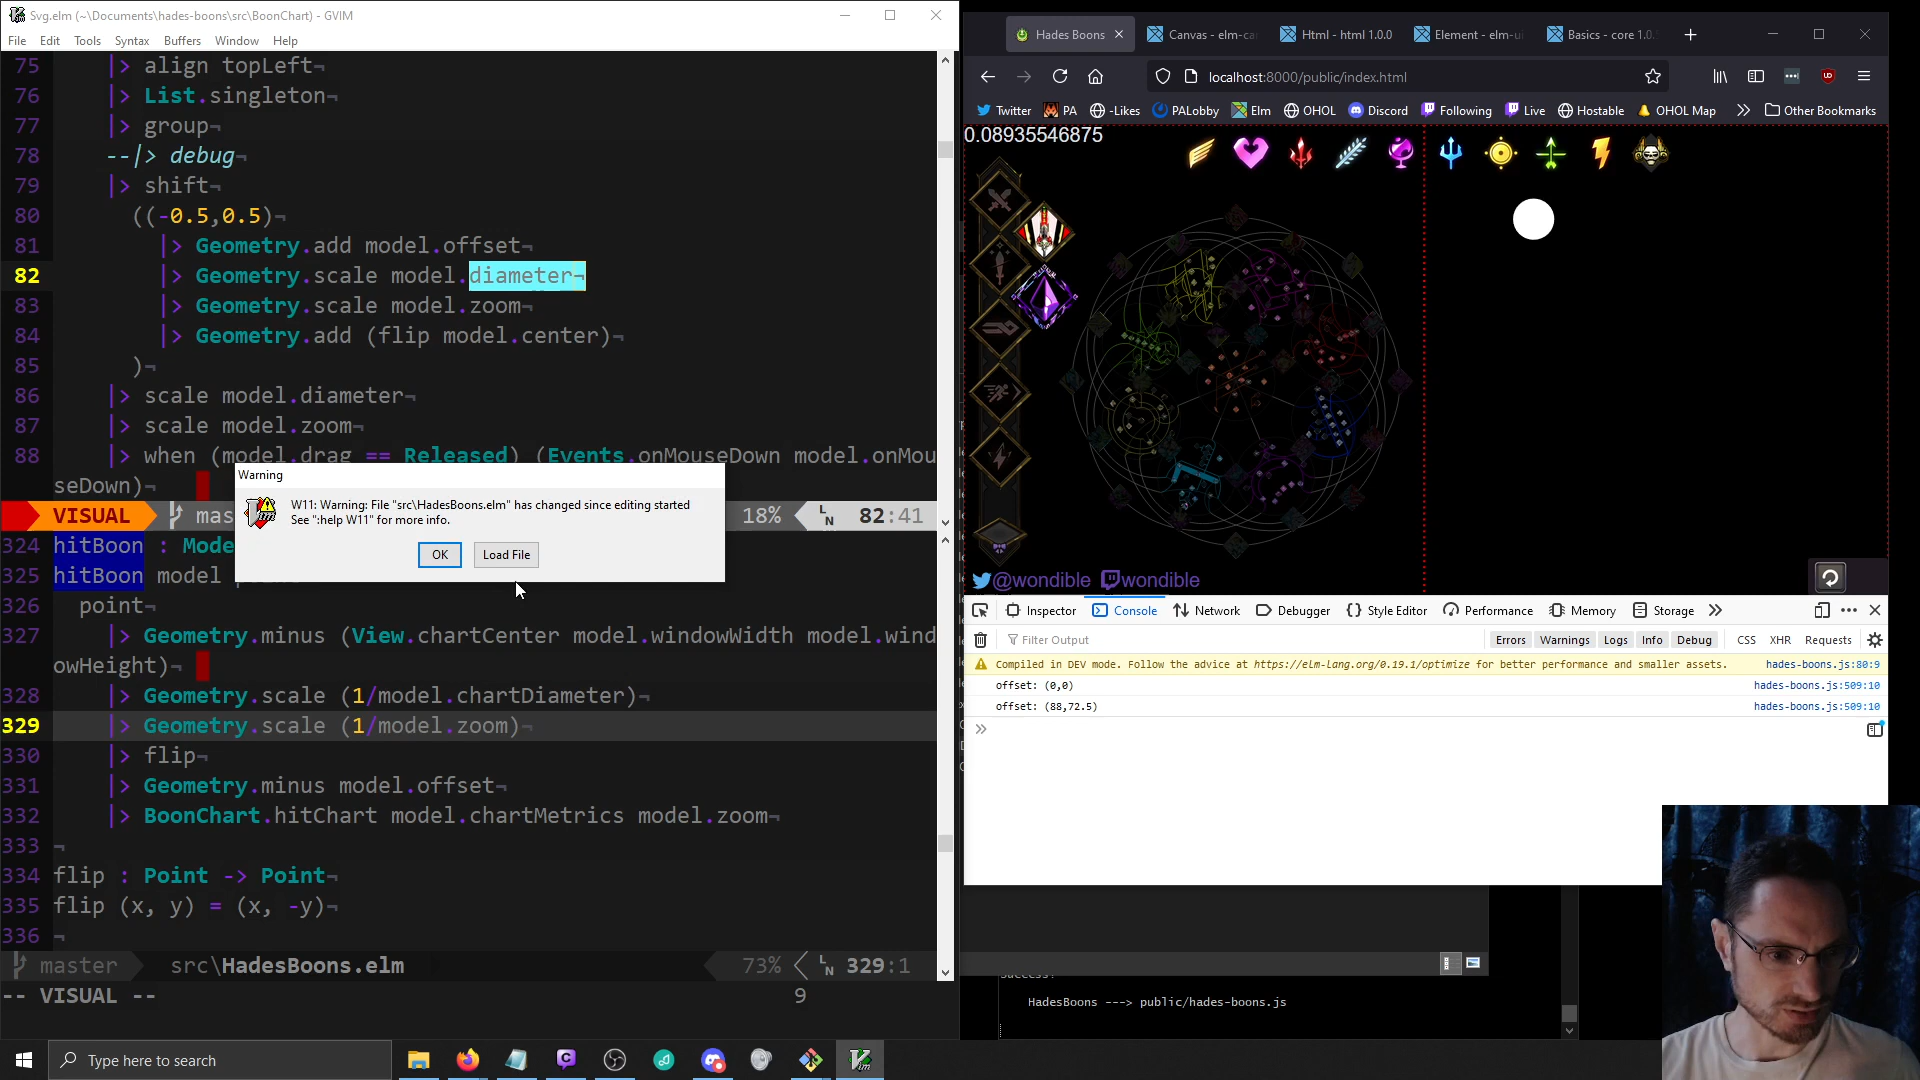 Svg.elm (~\Documents\hades-boons\src\BoonChart) - GVIM
File Edit Tools Syntax Buffers Window Help
75 |> align topLeft¬
76 |> List.singleton¬
77 |> group¬
78 --|> debug¬
79 |> shift¬
80 ((-0.5,0.5)¬
81 |> Geometry.add model.offset¬
82 |> Geometry.scale model.diameter¬
83 |> Geometry.scale model.zoom¬
84 |> Geometry.add (flip model.center)¬
85 )¬
86 |> scale model.diameter¬
87 |> scale model.zoom¬
88 |> when (model.drag == Released) (Events.onMouseDown model.onMou
seDown)¬
VISUAL mas 18% LN 82:41
Warning
W11: Warning: File "src\HadesBoons.elm" has changed since editing started
See ":help W11" for more info.
OK Load File
324 hitBoon : Mode
325 hitBoon model
326 point¬
327 |> Geometry.minus (View.chartCenter model.windowWidth model.wind
owHeight)¬
328 |> Geometry.scale (1/model.chartDiameter)¬
329 |> Geometry.scale (1/model.zoom)¬
330 |> flip¬
331 |> Geometry.minus model.offset¬
332 |> BoonChart.hitChart model.chartMetrics model.zoom¬
333 ¬
334 flip : Point -> Point¬
335 flip (x, y) = (x, -y)¬
336 ¬
master src\HadesBoons.elm 73% LN 329:1
-- VISUAL -- 9
Type here to search
Hades Boons
Canvas - elm-ca
Html - html 1.0.0
Element - elm-u
Basics - core 1.0.
localhost:8000/public/index.html
Twitter PA -Likes PALobby Elm OHOL Discord Following Live Hostable OHOL Map Other Bookmarks
0.08935546875
@wondible wondible
Inspector Console Network Debugger Style Editor Performance Memory Storage
Filter Output
Errors Warnings Logs Info Debug CSS XHR Requests
Compiled in DEV mode. Follow the advice at https://elm-lang.org/0.19.1/optimize for better performance and smaller assets. hades-boons.js:80:9
offset: (0,0) hades-boons.js:509:10
offset: (88,72.5) hades-boons.js:509:10
Success!
HadesBoons ---> public/hades-boons.js